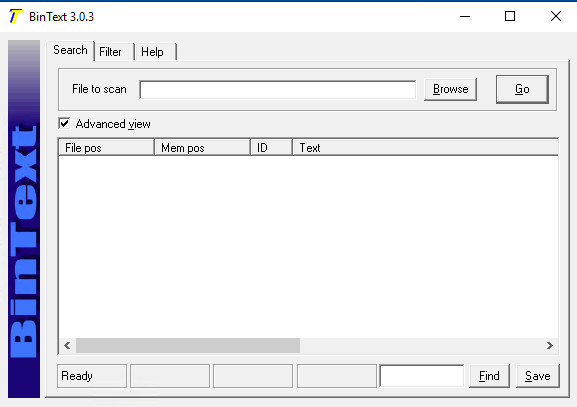 BinText 3.0.3
Search Filter Help
File to scan Browse Go
Advanced view
File pos Mem pos ID Text
BinText
Ready Find Save